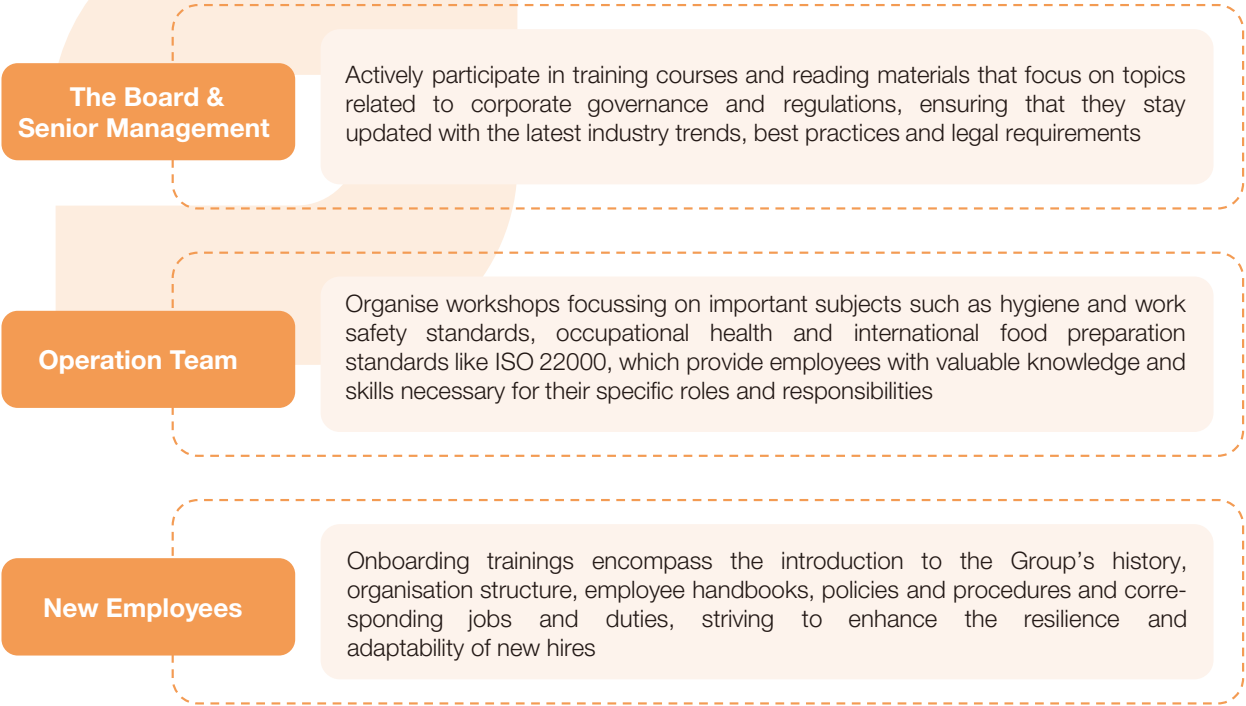 The Board &
Senior Management
Actively participate in training courses and reading materials that focus on topics
related to corporate governance and regulations, ensuring that they stay
updated with the latest industry trends, best practices and legal requirements
Operation Team
Organise workshops focussing on important subjects such as hygiene and work
safety standards, occupational health and international food preparation
standards like ISO 22000, which provide employees with valuable knowledge and
skills necessary for their specific roles and responsibilities
New Employees
Onboarding trainings encompass the introduction to the Group's history,
organisation structure, employee handbooks, policies and procedures and corre-
sponding jobs and duties, striving to enhance the resilience and
adaptability of new hires